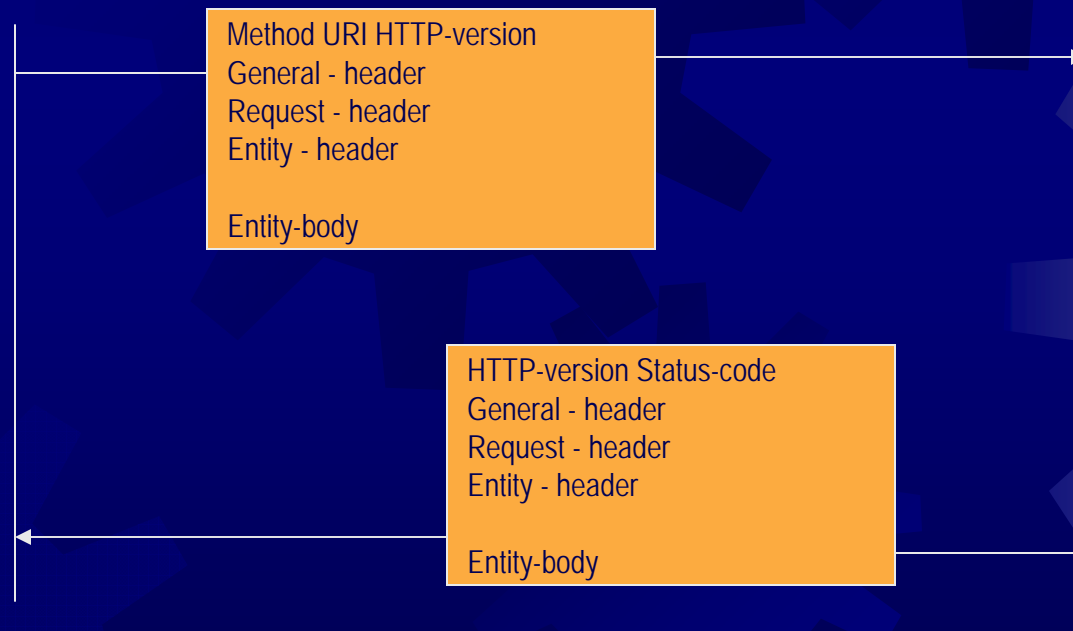 Method URI HTTP-version
General - header
Request - header
Entity - header
Entity-body
HTTP-version Status-code
General - header
Request - header
Entity - header
Entity-body